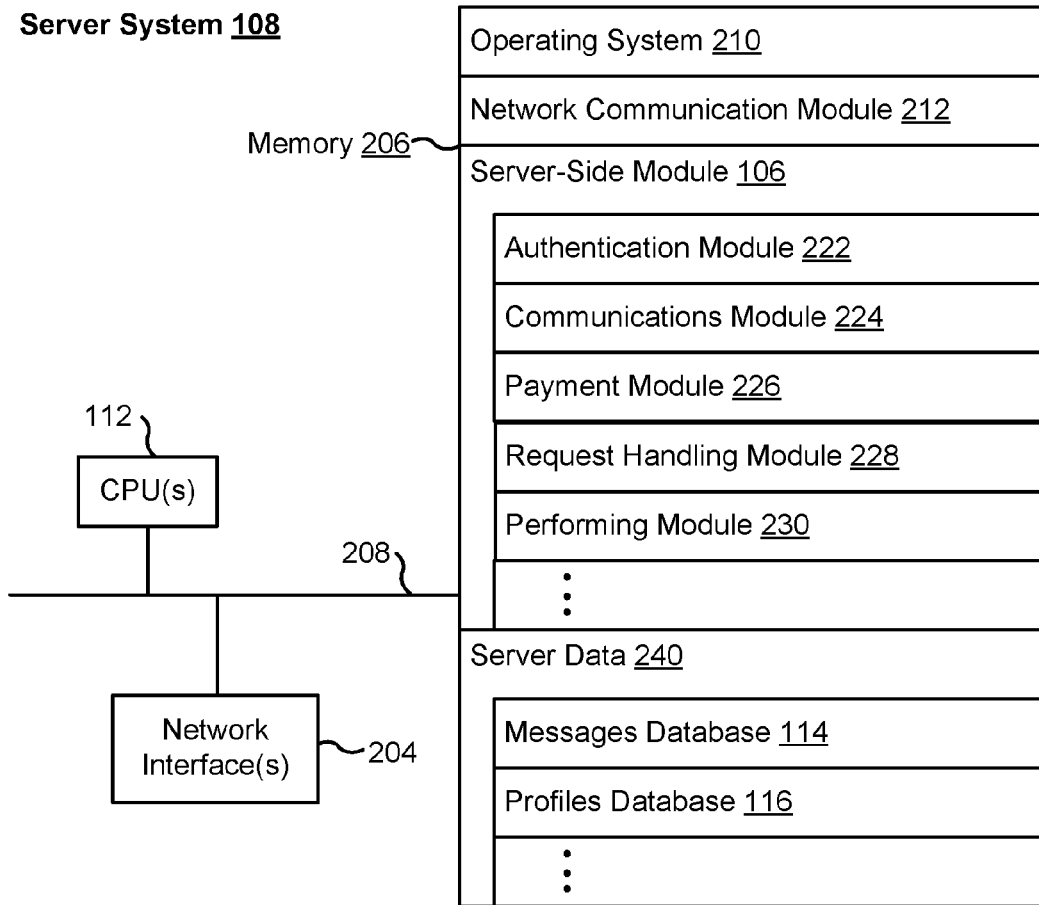 Server System 108
Operating System 210
Network Communication Module 212
Memory 206
Server-Side Module 106
Authentication Module 222
Communications Module 224
Payment Module 226
Request Handling Module 228
Performing Module 230
112
CPU(s)
208
Server Data 240
Network
Interface(s)
204
Messages Database 114
Profiles Database 116